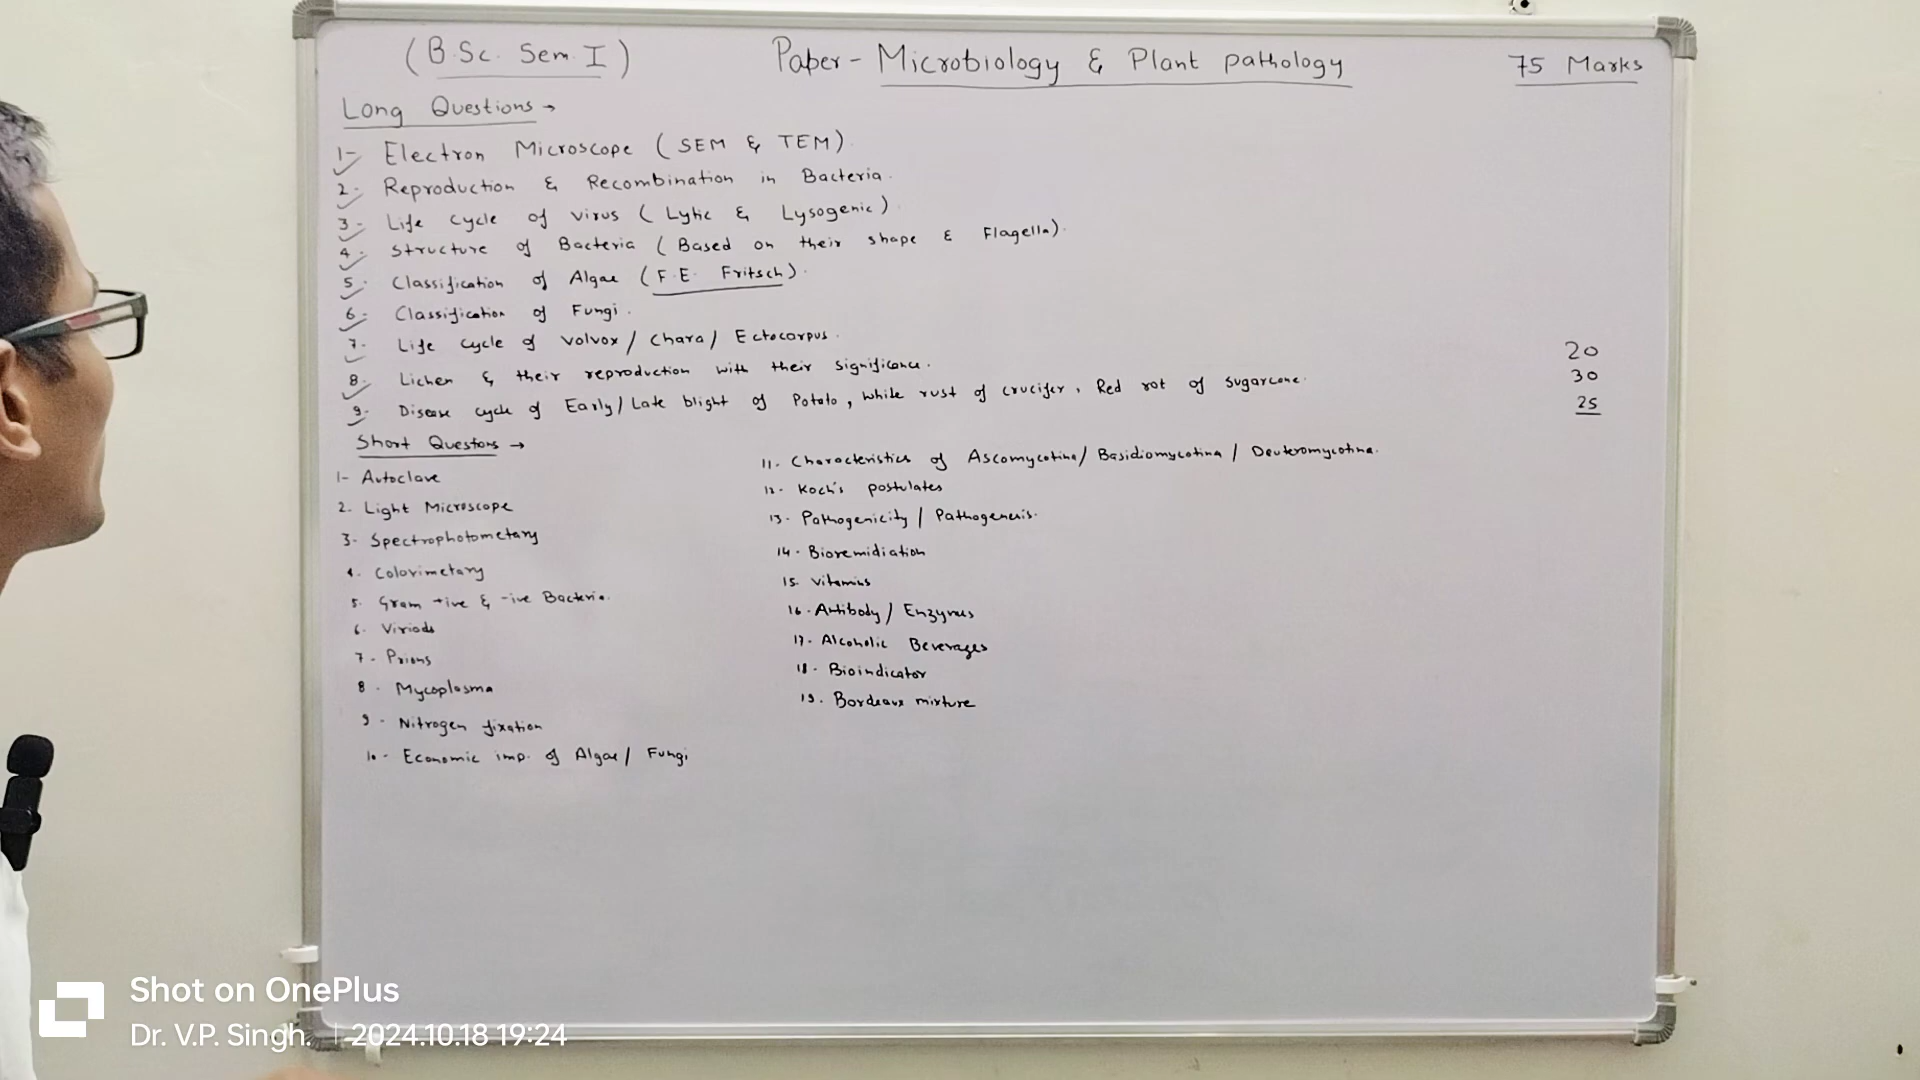 (B.Sc. Sem. I) Paper - Microbiology & Plant pathology 75 Marks
Long Questions →
1- Electron Microscope (SEM & TEM)
2- Reproduction & Recombination in Bacteria.
3- Life cycle of virus (Lytic & Lysogenic)
4- Structure of Bacteria (Based on their shape & Flagella).
5- Classification of Algae (F.E. Fritsch).
6- Classification of Fungi.
7- Life cycle of Volvox / Chara / Ectocarpus.
8- Lichen & their reproduction with their significance.
9- Disease cycle of Early/Late blight of Potato, while rust of crucifer, Red rot of sugarcane.
20
30
25
Short Questions →
1- Autoclave
2. Light Microscope
3- Spectrophotometary
4. Colorimetary
5. Gram +ive & -ive Bacteria.
6. Viriods
7- Prions
8- Mycoplasma
9- Nitrogen fixation
10- Economic imp. of Algae / Fungi
11. Characteristics of Ascomycotina / Basidiomycotina / Deuteromycotina.
12- Koch's postulates
13- Pathogenicity / Pathogenesis.
14. Bioremidiation
15. Vitamins
16. Antibody / Enzymes
17. Alcoholic Beverages
18. Bioindicator
19. Bordeaux mixture
Shot on OnePlus
Dr. V.P. Singh. | 2024.10.18 19:24